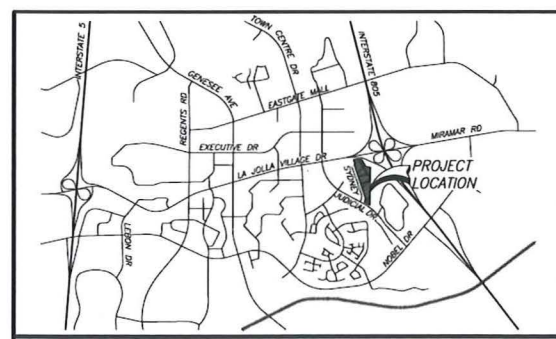 INTERSTATE 5
GENESEE AVE
TOWN CENTRE DR
INTERSTATE 805
REGENTS RD
EASTGATE MALL
EXECUTIVE DR
MIRAMAR RD
LA JOLLA VILLAGE DR
SYDNEY
PROJECT
LOCATION
JUDICIAL DR
LEBON DR
NOBEL DR